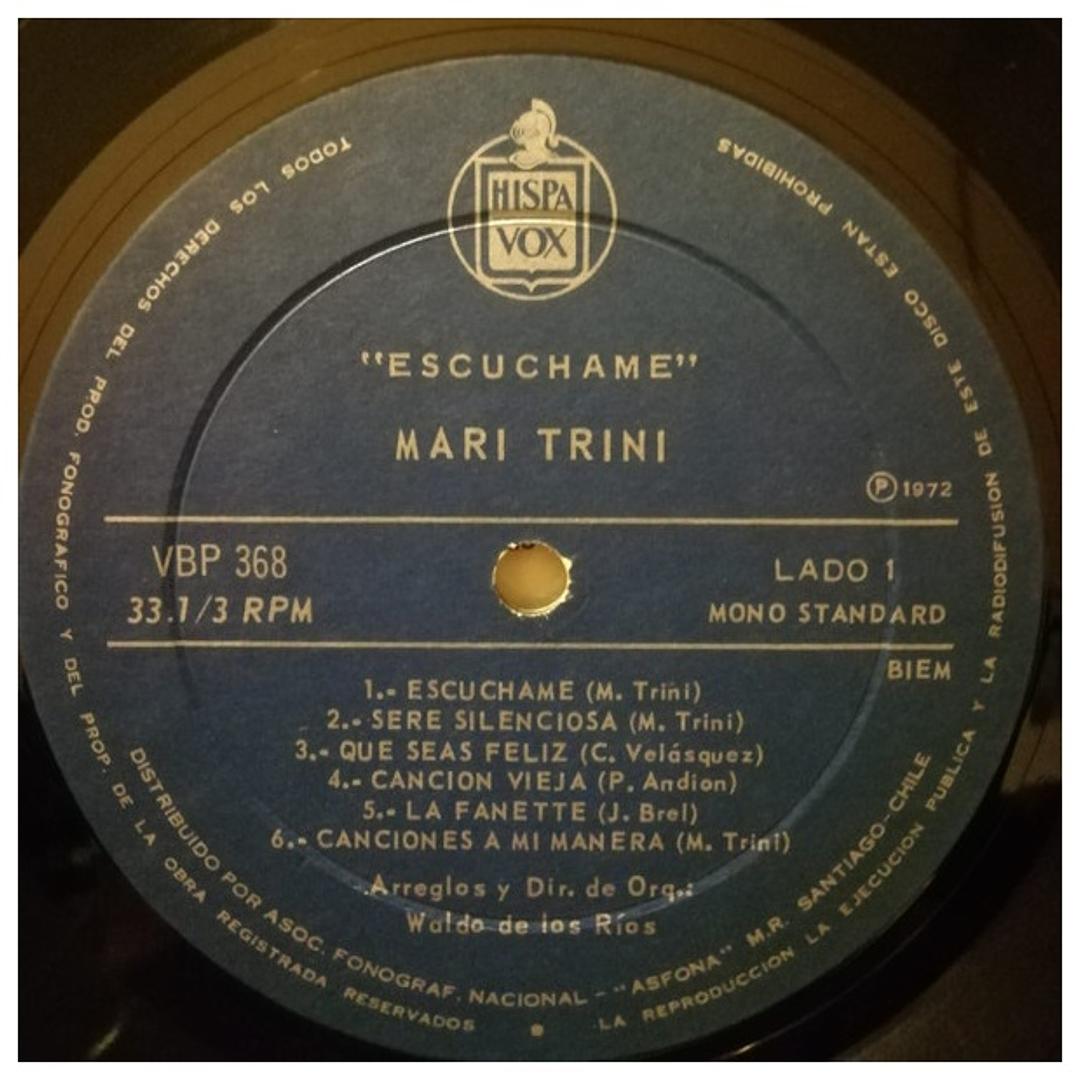 HISPA
VOX
"ESCUCHAME"
MARI TRINI
Ⓟ 1972
VBP 368
33.1/3 RPM
LADO 1
MONO STANDARD
BIEM
1.- ESCUCHAME (M. Trini)
2.- SERE SILENCIOSA (M. Trini)
3.- QUE SEAS FELIZ (C. Velásquez)
4.- CANCION VIEJA (P. Andion)
5.- LA FANETTE (J. Brel)
6.- CANCIONES A MI MANERA (M. Trini)
Arreglos y Dir. de Orq.:
Waldo de los Ríos
DISTRIBUIDO POR ASOC. FONOGRAF. NACIONAL - "ASFONA" M.R. SANTIAGO-CHILE
TODOS LOS DERECHOS DEL PROD. FONOGRAFICO Y DEL PROP. DE LA OBRA REGISTRADA RESERVADOS
LA REPRODUCCION LA EJECUCION PUBLICA Y LA RADIODIFUSION DE ESTE DISCO ESTAN PROHIBIDAS